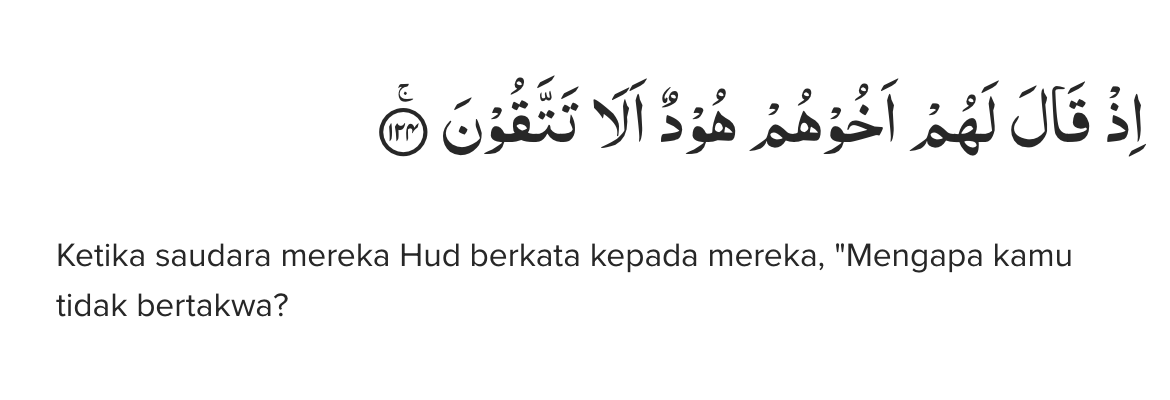 اِذْ قَالَ لَهُمْ اَخُوْهُمْ هُوْدٌ اَلَا تَتَّقُوْنَ ۚ ١٢٤
Ketika saudara mereka Hud berkata kepada mereka, "Mengapa kamu
tidak bertakwa?